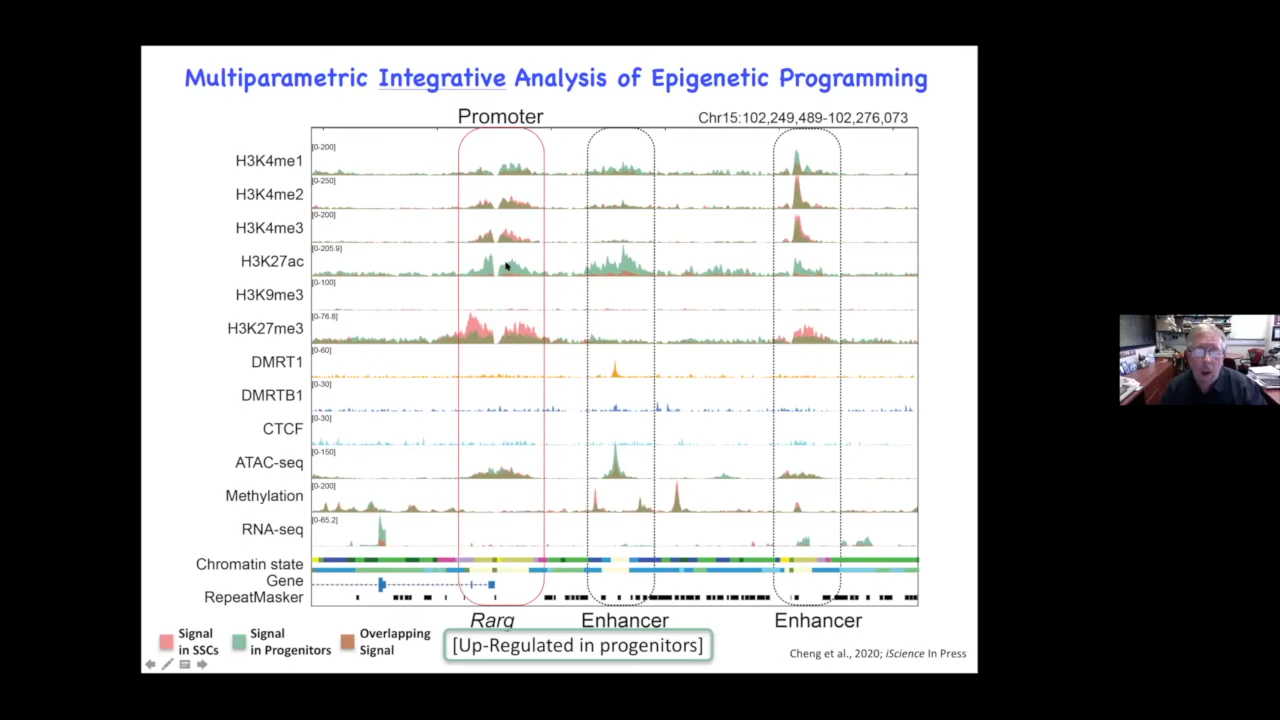 Multiparametric Integrative Analysis of Epigenetic Programming
Promoter
Chr15:102,249,489-102,276,073
H3K4me1
[0-200]
H3K4me2
[0-250]
H3K4me3
[0-200]
H3K27ac
[0-205.9]
H3K9me3
[0-100]
H3K27me3
[0-76.8]
DMRT1
[0-60]
DMRTB1
[0-30]
CTCF
[0-30]
ATAC-seq
[0-150]
Methylation
[0-200]
RNA-seq
[0-65.2]
Chromatin state
Gene
RepeatMasker
Rarg
Enhancer
Enhancer
Signal
in SSCs
Signal
in Progenitors
Overlapping
Signal
[Up-Regulated in progenitors]
Cheng et al., 2020; iScience In Press